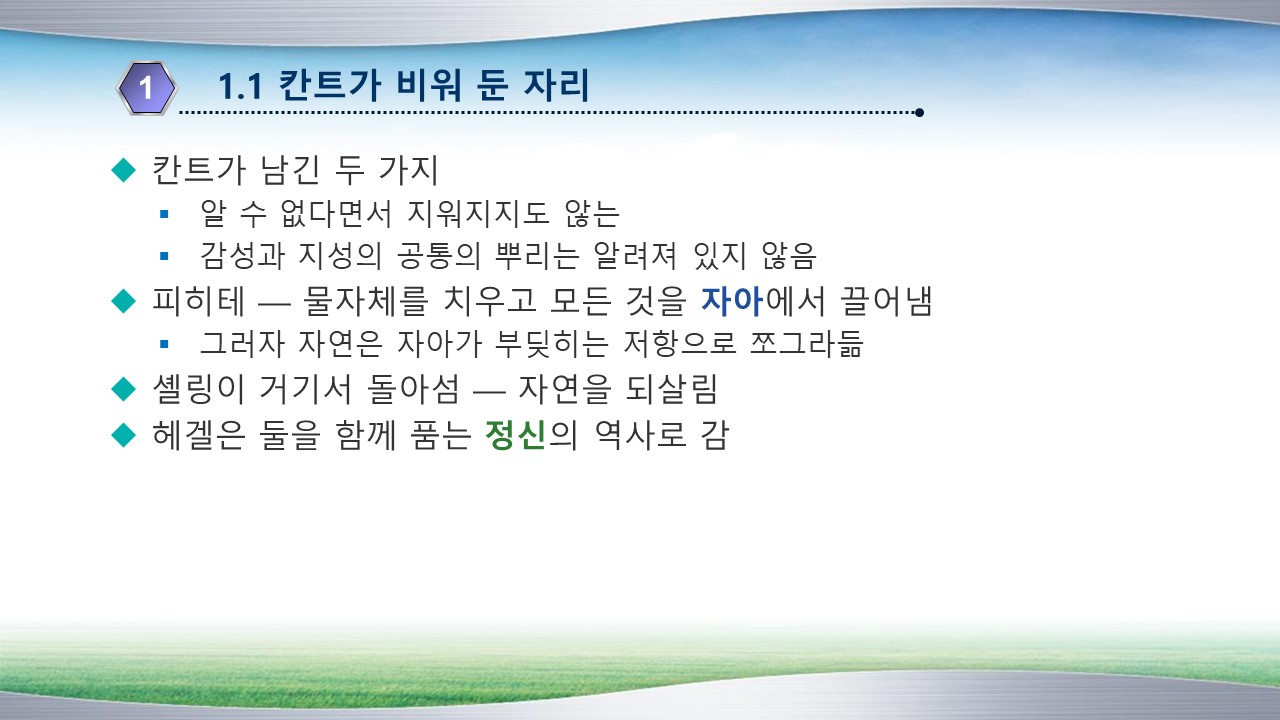 1
1.1 칸트가 비워 둔 자리
칸트가 남긴 두 가지
알 수 없다면서 지워지지도 않는
감성과 지성의 공통의 뿌리는 알려져 있지 않음
피히테 — 물자체를 치우고 모든 것을 자아에서 끌어냄
그러자 자연은 자아가 부딪히는 저항으로 쪼그라듦
셸링이 거기서 돌아섬 — 자연을 되살림
헤겔은 둘을 함께 품는 정신의 역사로 감